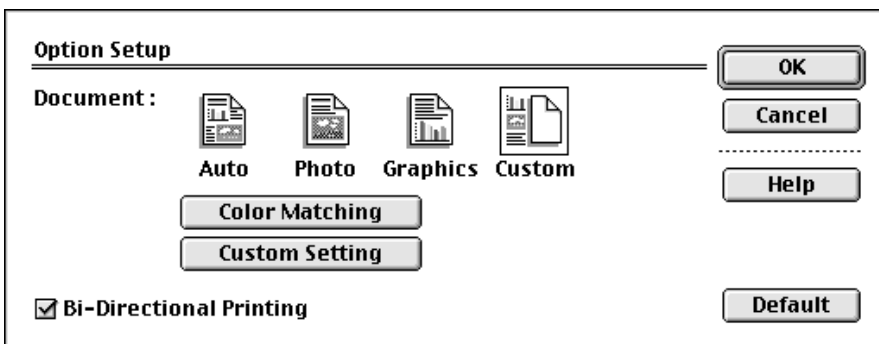 Option Setup
OK
Document:
Cancel
Auto Photo Graphics Custom
Help
Color Matching
Custom Setting
Bi-Directional Printing
Default